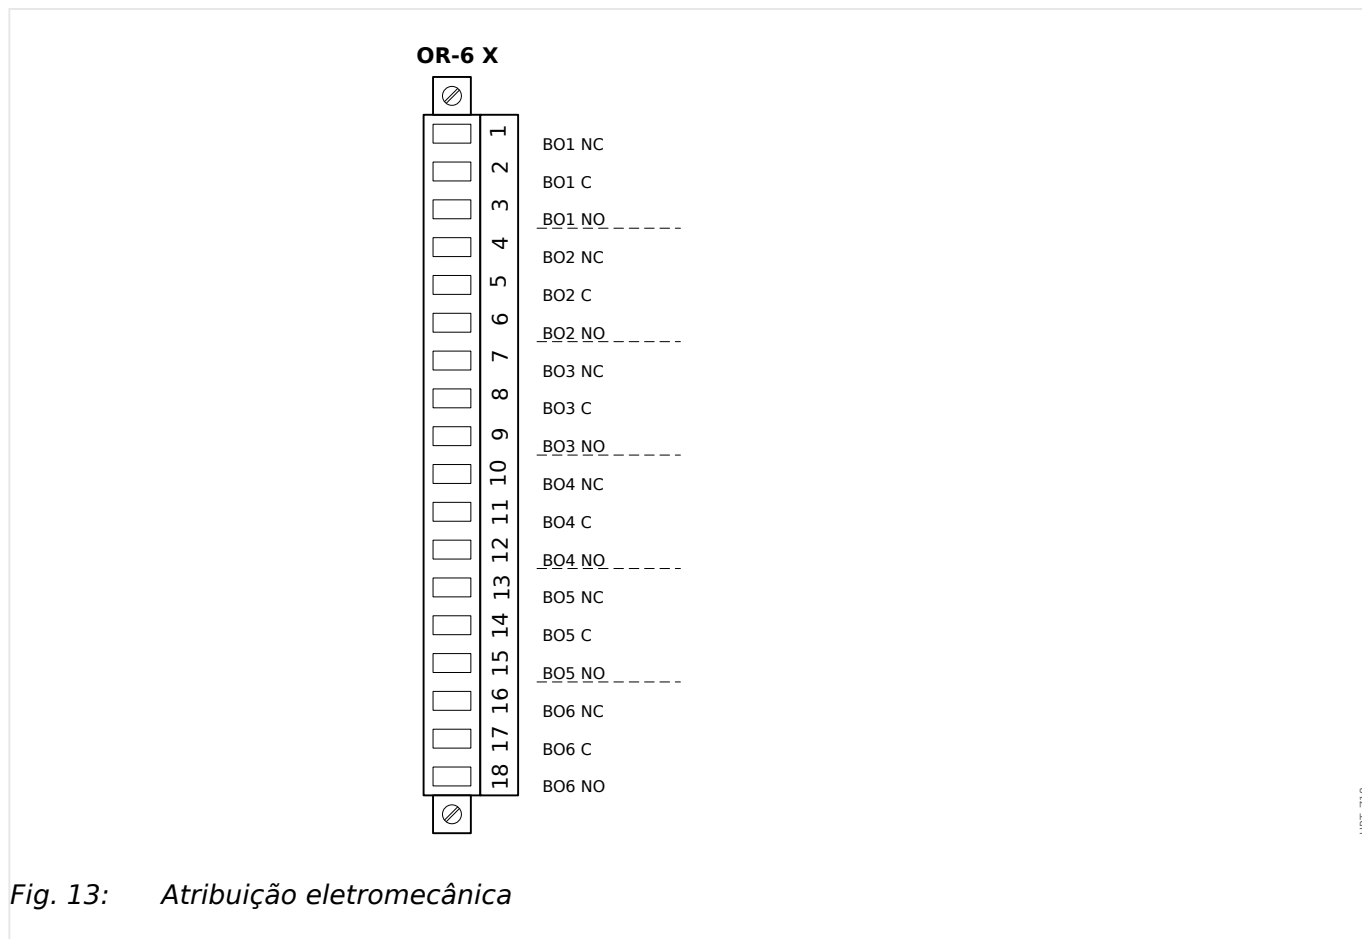 OR-6 X
1 BO1 NC
2 BO1 C
3 BO1 NO
4 BO2 NC
5 BO2 C
6 BO2 NO
7 BO3 NC
8 BO3 C
9 BO3 NO
10 BO4 NC
11 BO4 C
12 BO4 NO
13 BO5 NC
14 BO5 C
15 BO5 NO
16 BO6 NC
17 BO6 C
18 BO6 NO
Fig. 13: Atribuição eletromecânica